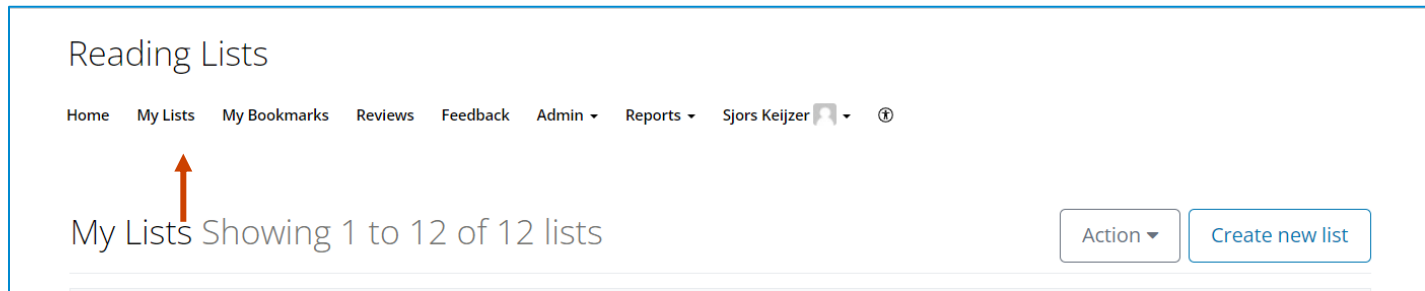 Reading Lists
Home My Lists My Bookmarks Reviews Feedback Admin Reports Sjors Keijzer
My Lists Showing 1 to 12 of 12 lists Action Create new list